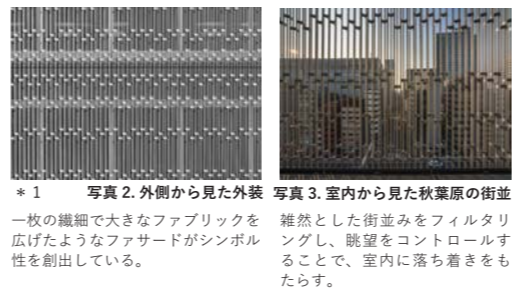 ＊1
写真 2. 外側から見た外装
一枚の繊細で大きなファブリックを
広げたようなファサードがシンボル
性を創出している。
写真 3. 室内から見た秋葉原の街並
雑然とした街並みをフィルタリ
ングし、眺望をコントロールす
ることで、室内に落ち着きをも
たらす。